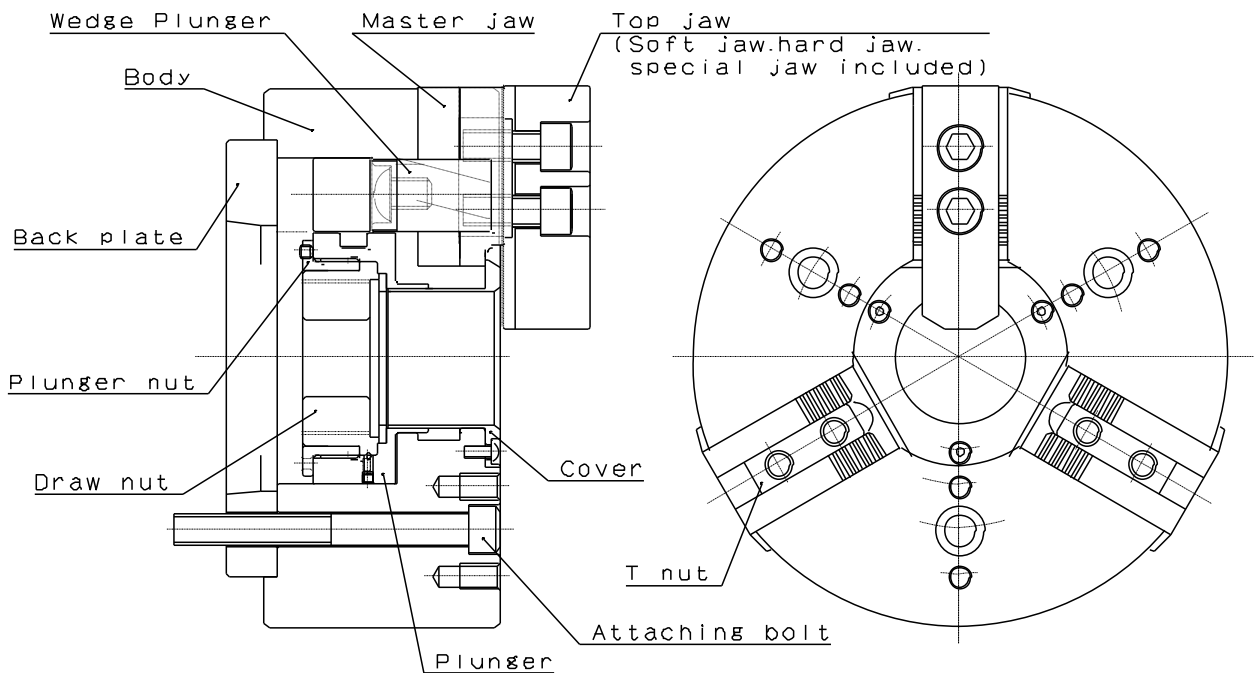 Wedge Plunger
Master jaw
Top jaw
(Soft jaw.hard jaw.
special jaw included)
Body
Back plate
Plunger nut
Draw nut
Cover
T nut
Attaching bolt
Plunger